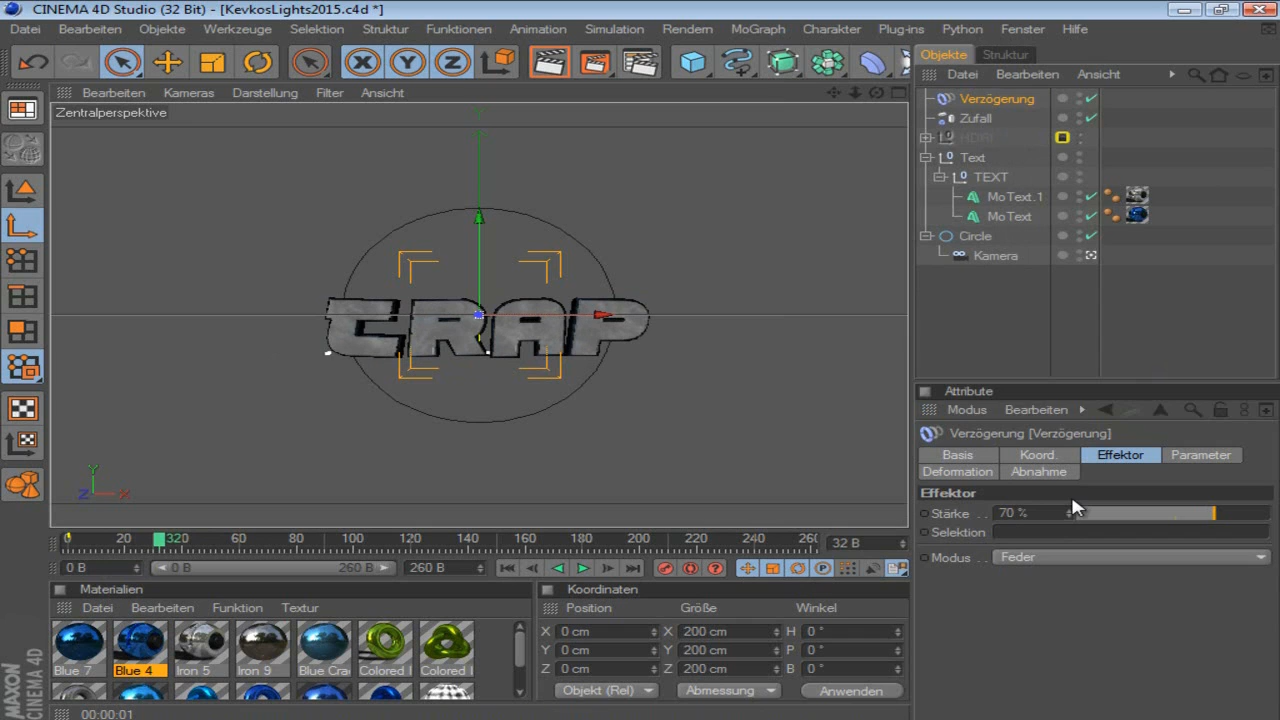 CINEMA 4D Studio (32 Bit) - [KevkosLights2015.c4d *]
Datei Bearbeiten Objekte Werkzeuge Selektion Struktur Funktionen Animation Simulation Rendern MoGraph Charakter Plug-ins Python Fenster Hilfe
Objekte Struktur
Datei Bearbeiten Ansicht
Bearbeiten Kameras Darstellung Filter Ansicht
Zentralperspektive
Verzögerung
Zufall
HDRI
Text
TEXT
MoText.1
MoText
Circle
Kamera
Y
CRAP
Y
Z X
Attribute
Modus Bearbeiten
Verzögerung [Verzögerung]
Basis Koord. Effektor Parameter
Deformation Abnahme
Effektor
Stärke . . 70 %
Selektion
Modus . . Feder
0 20 320 60 80 100 120 140 160 180 200 220 240 26
32 B
0 B 0 B 260 B 260 B
Materialien
Datei Bearbeiten Funktion Textur
Blue 7 Blue 4 Iron 5 Iron 9 Blue Cra Colored I Colored I
Koordinaten
Position Größe Winkel
X 0 cm X 200 cm H 0 °
Y 0 cm Y 200 cm P 0 °
Z 0 cm Z 200 cm B 0 °
Objekt (Rel) Abmessung Anwenden
MAXON
CINEMA 4D
00:00:01